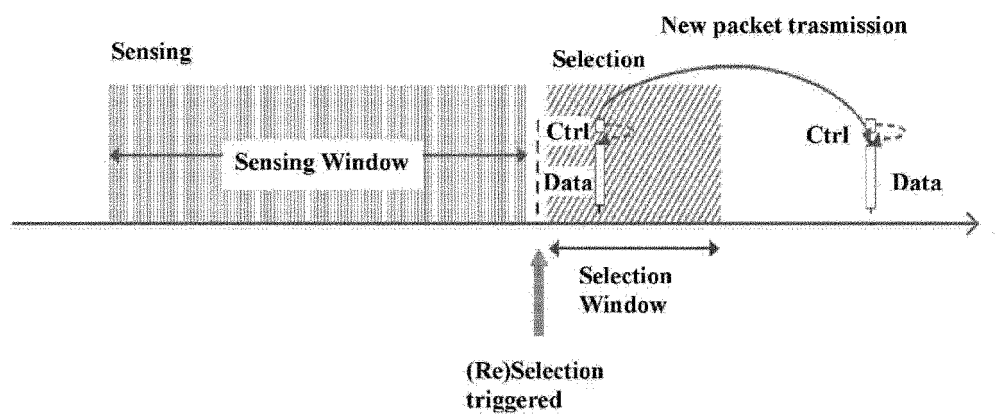 New packet trasmission
Sensing
Selection
Ctrl
Ctrl
Sensing Window
Data
Data
Selection
Window
(Re)Selection
triggered